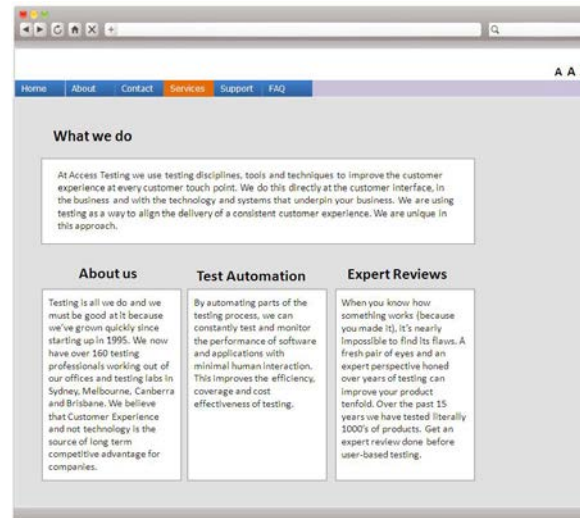 A A
Home About Contact Services Support FAQ
What we do
At Access Testing we use testing disciplines, tools and techniques to improve the customer
experience at every customer touch point. We do this directly at the customer interface, in
the business and with the technology and systems that underpin your business. We are using
testing as a way to align the delivery of a consistent customer experience. We are unique in
this approach.
About us
Testing is all we do and we
must be good at it because
we've grown quickly since
starting up in 1995. We now
have over 160 testing
professionals working out of
our offices and testing labs in
Sydney, Melbourne, Canberra
and Brisbane. We believe
that Customer Experience
and not technology is the
source of long term
competitive advantage for
companies.
Test Automation
By automating parts of the
testing process, we can
constantly test and monitor
the performance of software
and applications with
minimal human interaction.
This improves the efficiency,
coverage and cost
effectiveness of testing.
Expert Reviews
When you know how
something works (because
you made it), it's nearly
impossible to find its flaws. A
fresh pair of eyes and an
expert perspective honed
over years of testing can
improve your product
tenfold. Over the past 15
years we have tested literally
1000's of products. Get an
expert review done before
user-based testing.